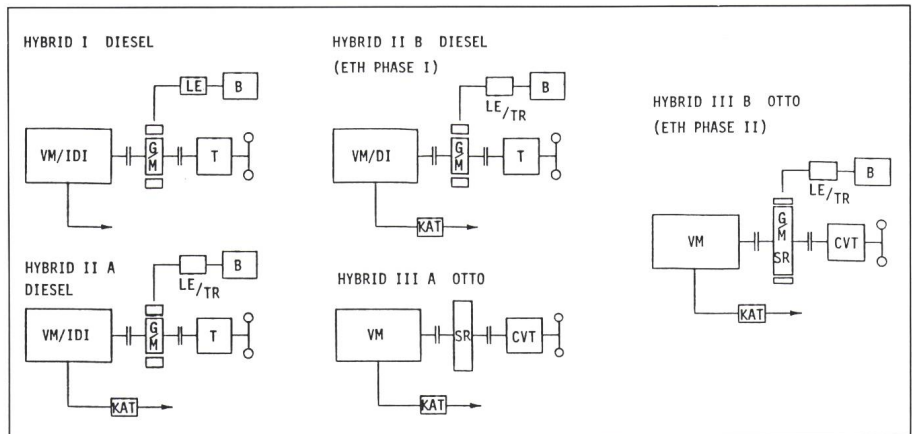 HYBRID I DIESEL
LE
B
VM/IDI
G/M
T
HYBRID II A
DIESEL
B
LE/TR
VM/IDI
G/M
T
KAT
HYBRID II B DIESEL
(ETH PHASE I)
B
LE/TR
VM/DI
G/M
T
KAT
HYBRID III A OTTO
VM
SR
CVT
KAT
HYBRID III B OTTO
(ETH PHASE II)
B
LE/TR
G/M
VM
SR
CVT
KAT